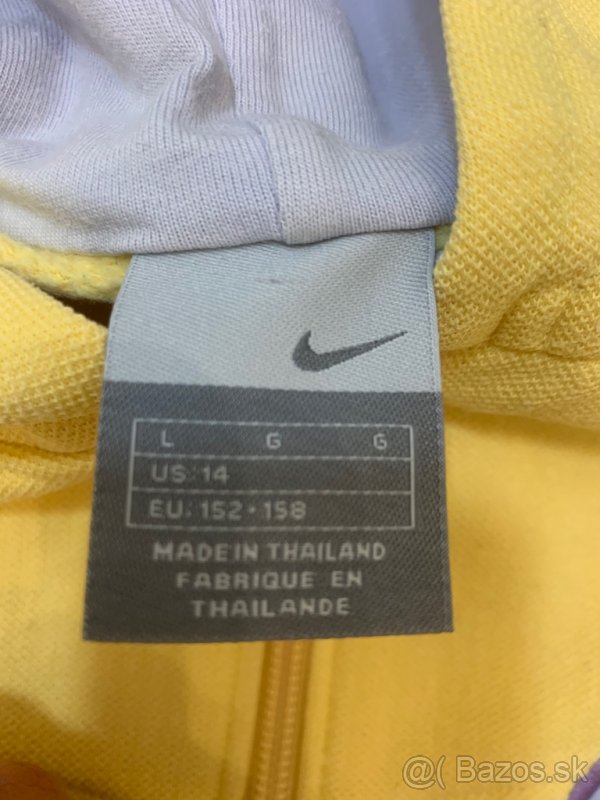 L G G
US: 14
EU: 152 • 158
MADE IN THAILAND
FABRIQUE EN
THAILANDE
@( Bazos.sk